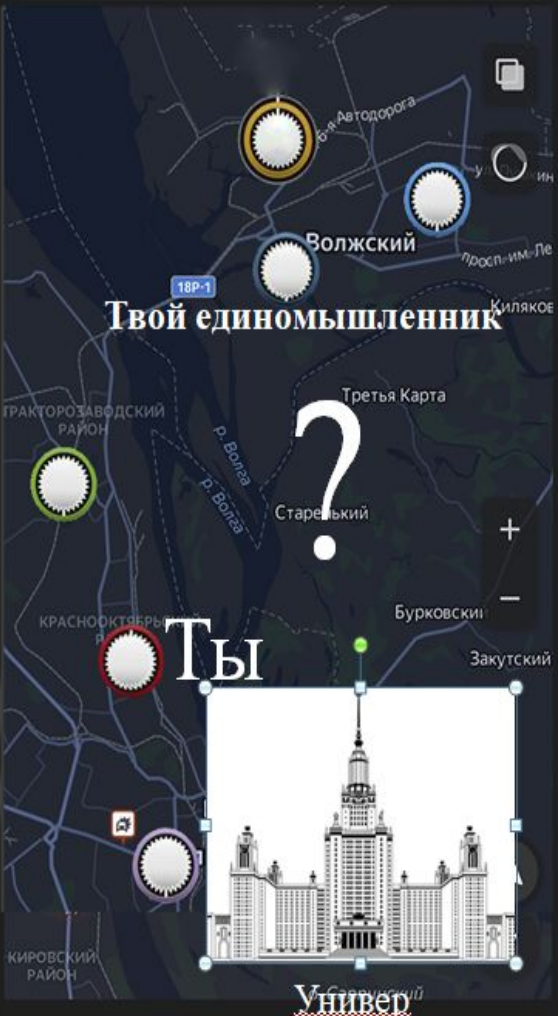 6-я Автодорога
Волжский
просп. им. Ле
18Р-1
Твой единомышленник
Киляков
Третья Карта
ТРАКТОРОЗАВОДСКИЙ
РАЙОН
?
р. Волга
р. Волга
Старенький
+
−
Бурковский
КРАСНООКТЯБРЬСКИЙ
Ты
Закутский
КИРОВСКИЙ
РАЙОН
Универ